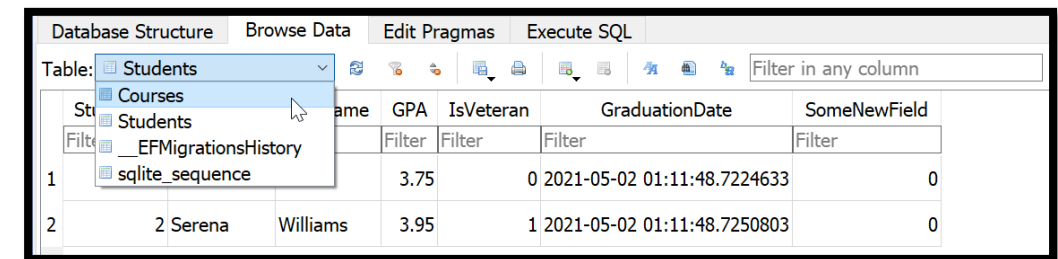 Database Structure Browse Data Edit Pragmas Execute SQL
Table: Students Filter in any column
Courses
Students
__EFMigrationsHistory
sqlite_sequence
ame GPA IsVeteran GraduationDate SomeNewField
Filter Filter Filter Filter
1 3.75 0 2021-05-02 01:11:48.7224633 0
2 2 Serena Williams 3.95 1 2021-05-02 01:11:48.7250803 0